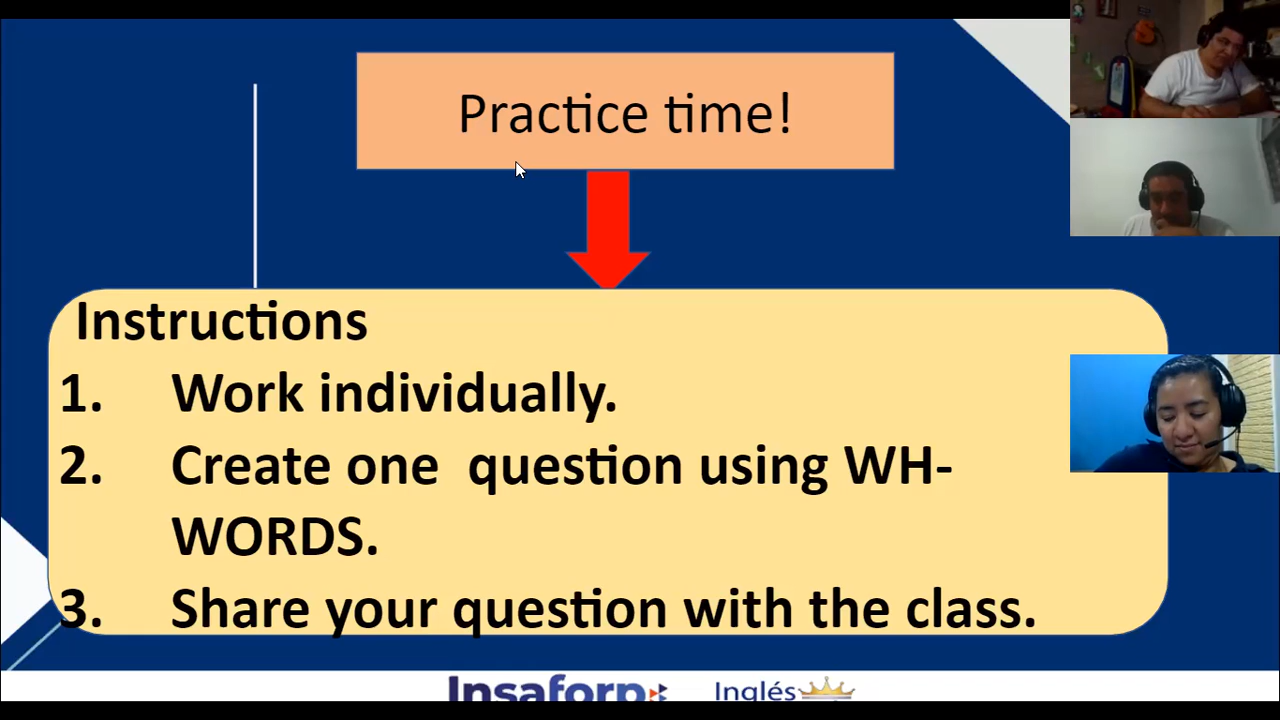 Practice time!
Instructions
1. Work individually.
2. Create one question using WH-
WORDS.
3. Share your question with the class.
Insaforp Inglés